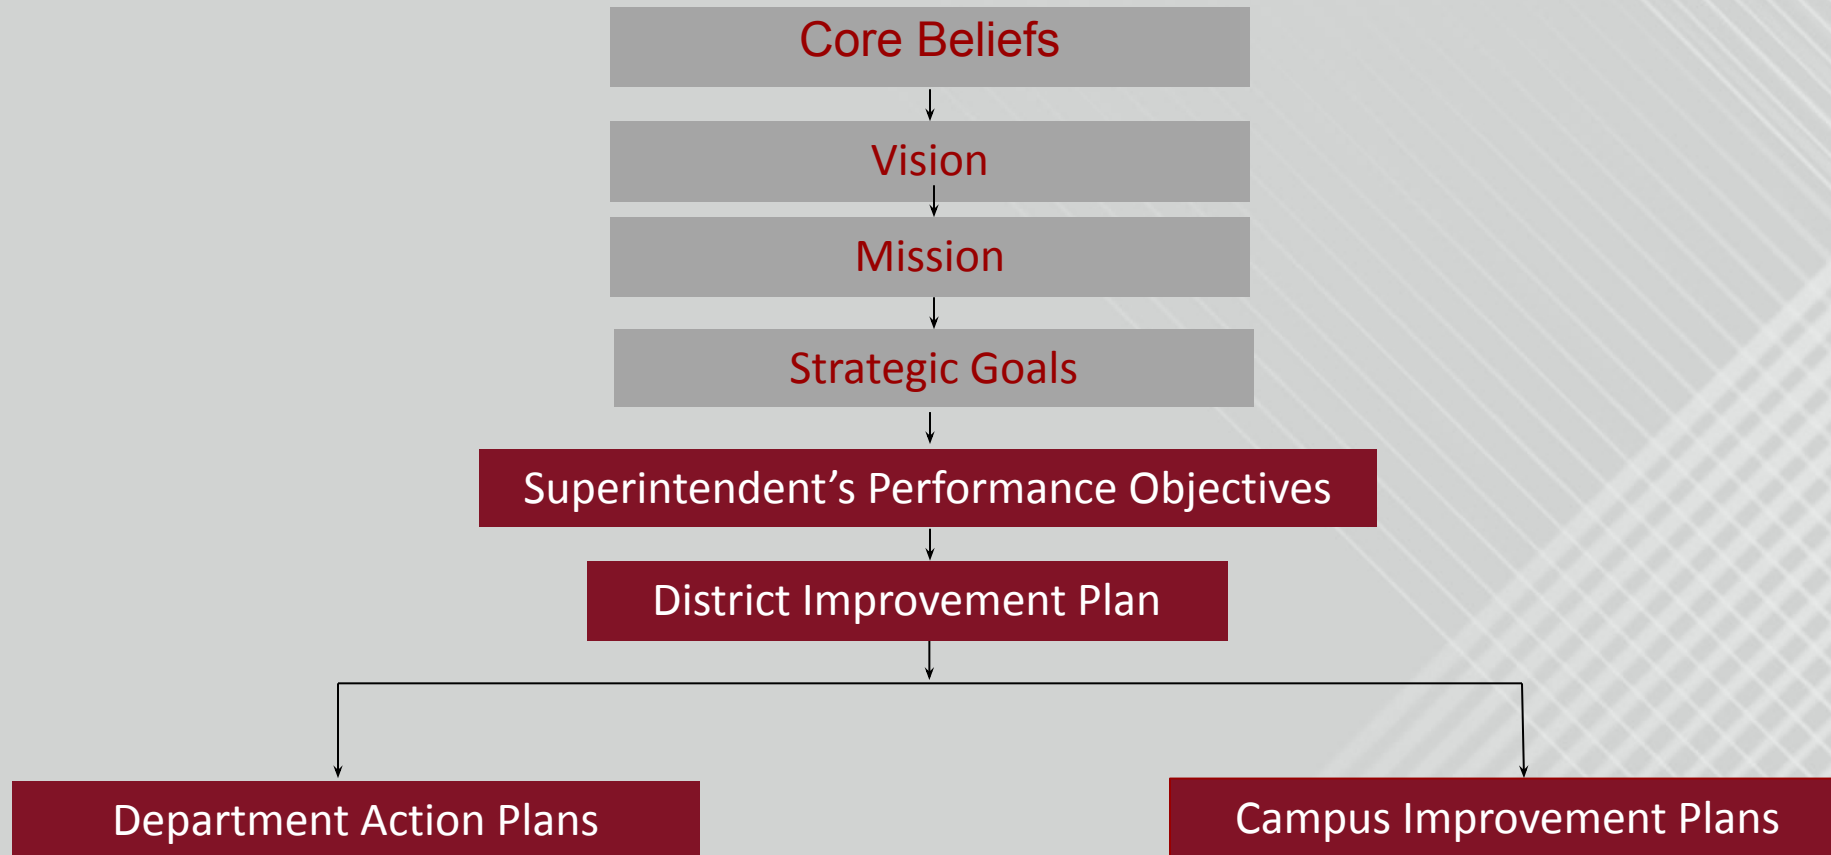 Core Beliefs
Vision
Mission
Strategic Goals
Superintendent’s Performance Objectives
District Improvement Plan
Department Action Plans
Campus Improvement Plans